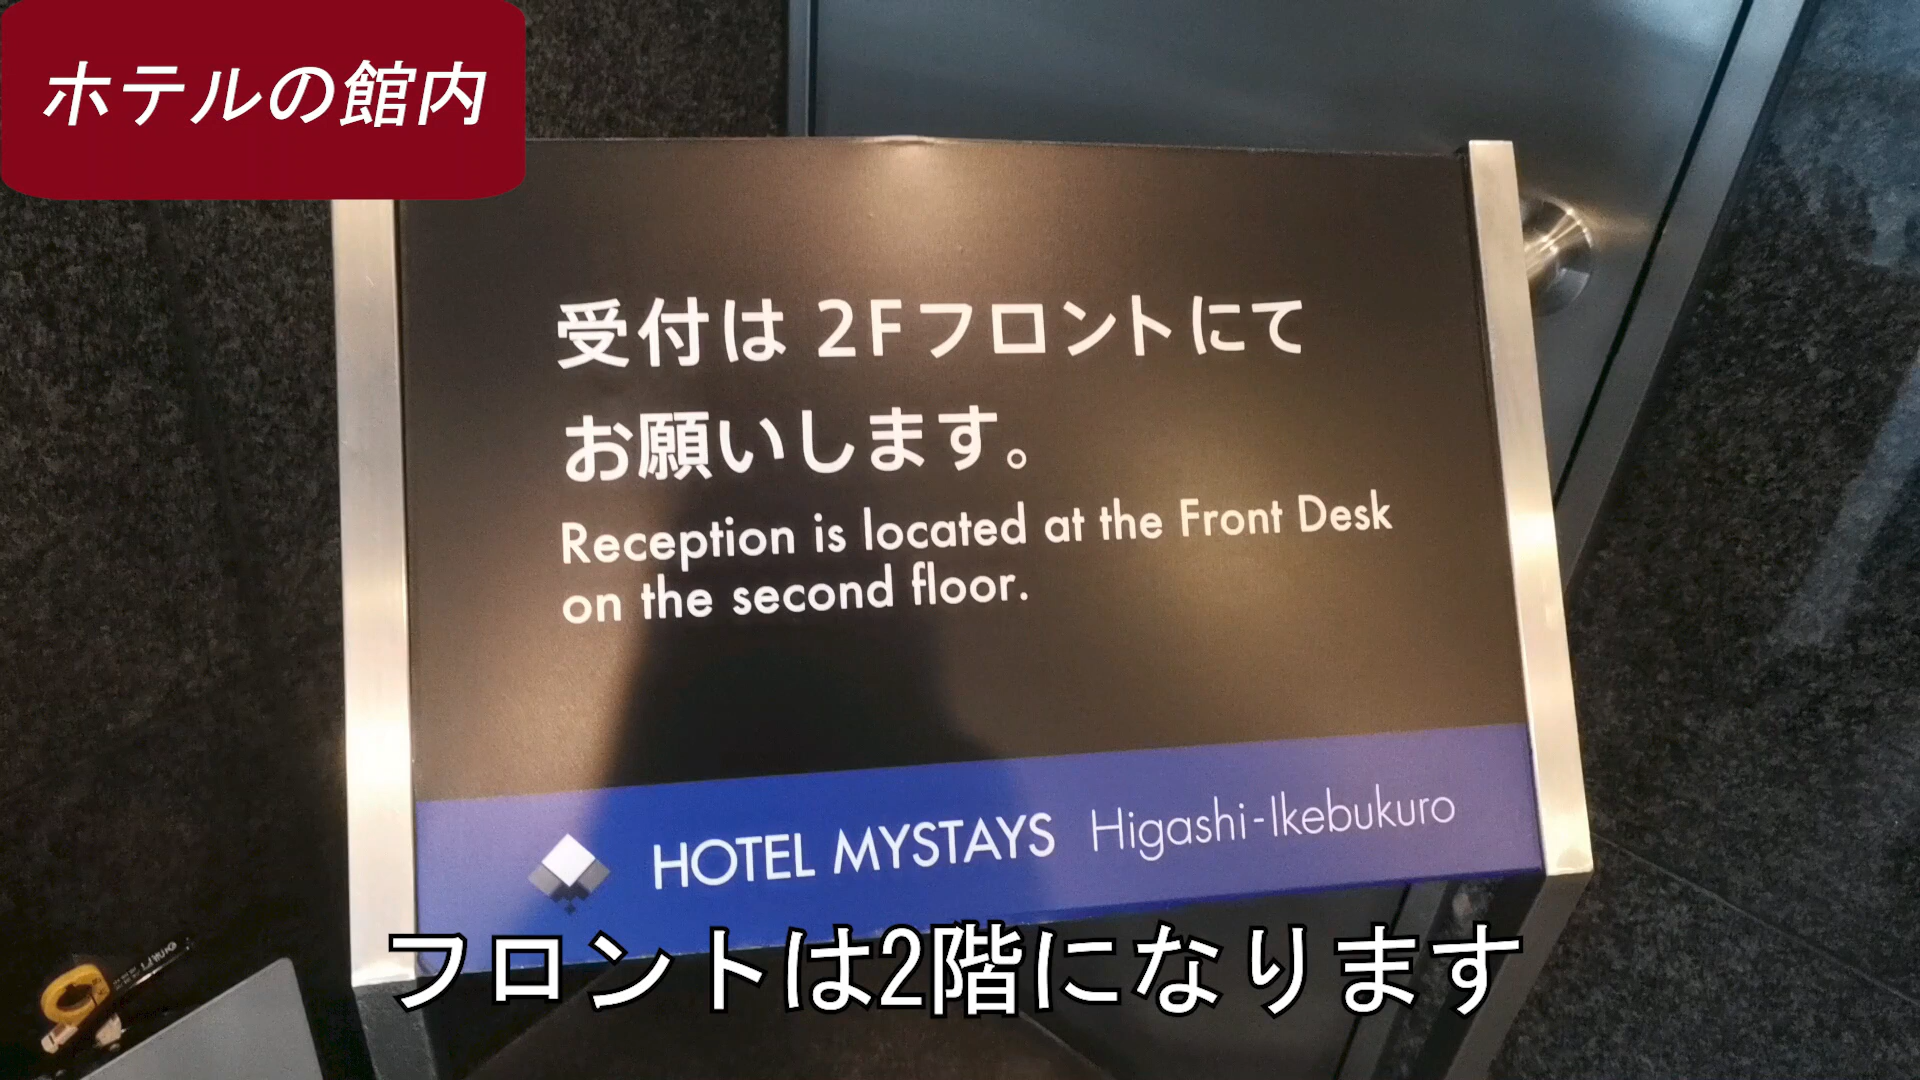 ホテルの館内
受付は 2Fフロントにて
お願いします。
Reception is located at the Front Desk
on the second floor.
HOTEL MYSTAYS Higashi-Ikebukuro
フロントは2階になります